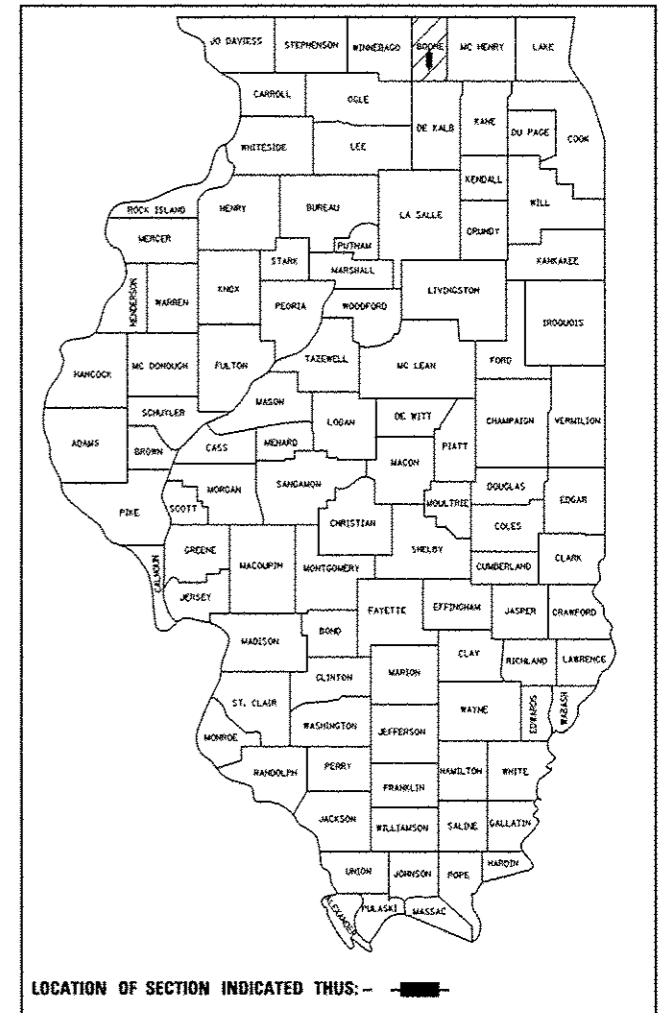 JO DAVIESS STEPHENSON WINNEBAGO BOONE MC HENRY LAKE
CARROLL OGLE DE KALB KANE DU PAGE COOK
WHITESIDE LEE KENDALL WILL
ROCK ISLAND HENRY BUREAU LA SALLE GRUNDY
MERCER PUTNAM KANKAKEE
STARK MARSHALL
HENDERSON WARREN KNOX PEORIA WOODFORD LIVINGSTON IROQUOIS
HANCOCK MC DONOUGH FULTON TAZEWELL MC LEAN FORD
SCHUYLER MASON LOGAN DE WITT CHAMPAIGN VERMILION
ADAMS BROWN CASS MENARD PIATT
MACON
PIKE SCOTT MORGAN SANGAMON MOULTRIE DOUGLAS EDGAR
CHRISTIAN COLES
CALHOUN GREENE MACOUPIN MONTGOMERY SHELBY CUMBERLAND CLARK
JERSEY
FAYETTE EFFINGHAM JASPER CRAWFORD
MADISON BOND
CLAY RICHLAND LAWRENCE
CLINTON MARION
ST. CLAIR WAYNE EDWARDS WABASH
MONROE WASHINGTON JEFFERSON
RANDOLPH PERRY HAMILTON WHITE
FRANKLIN
JACKSON WILLIAMSON SALINE GALLATIN
UNION JOHNSON POPE HARDIN
ALEXANDER PULASKI MASSAC
LOCATION OF SECTION INDICATED THUS: -